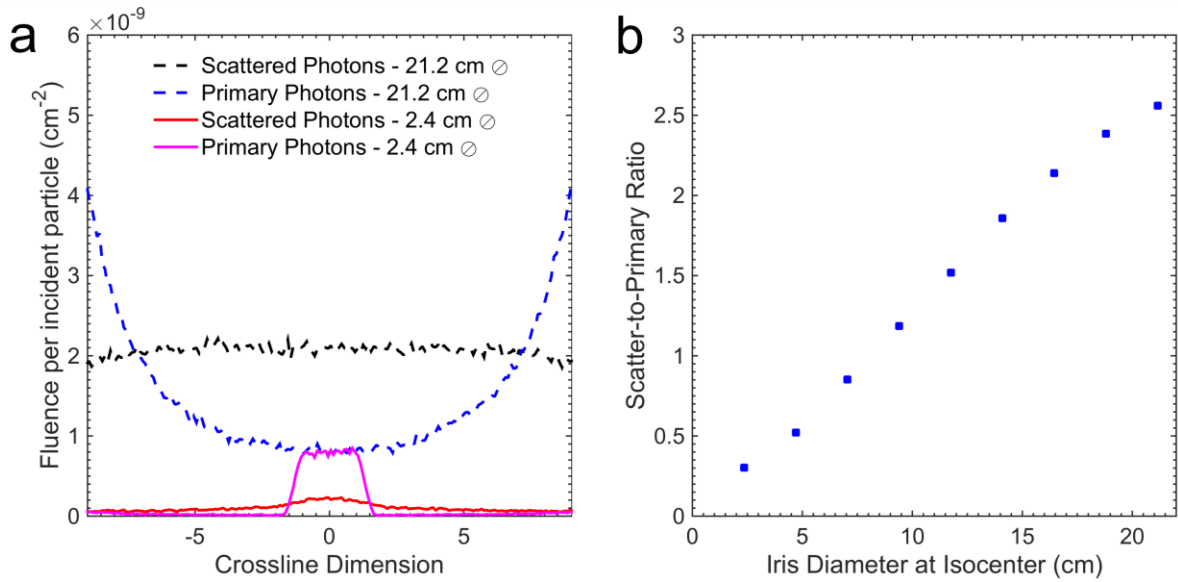 a
×10⁻⁹
6
5
4
3
2
1
0
Fluence per incident particle (cm⁻²)
Scattered Photons - 21.2 cm ∅
Primary Photons - 21.2 cm ∅
Scattered Photons - 2.4 cm ∅
Primary Photons - 2.4 cm ∅
-5 0 5
Crossline Dimension
b
3
2.5
2
1.5
1
0.5
0
Scatter-to-Primary Ratio
0 5 10 15 20
Iris Diameter at Isocenter (cm)